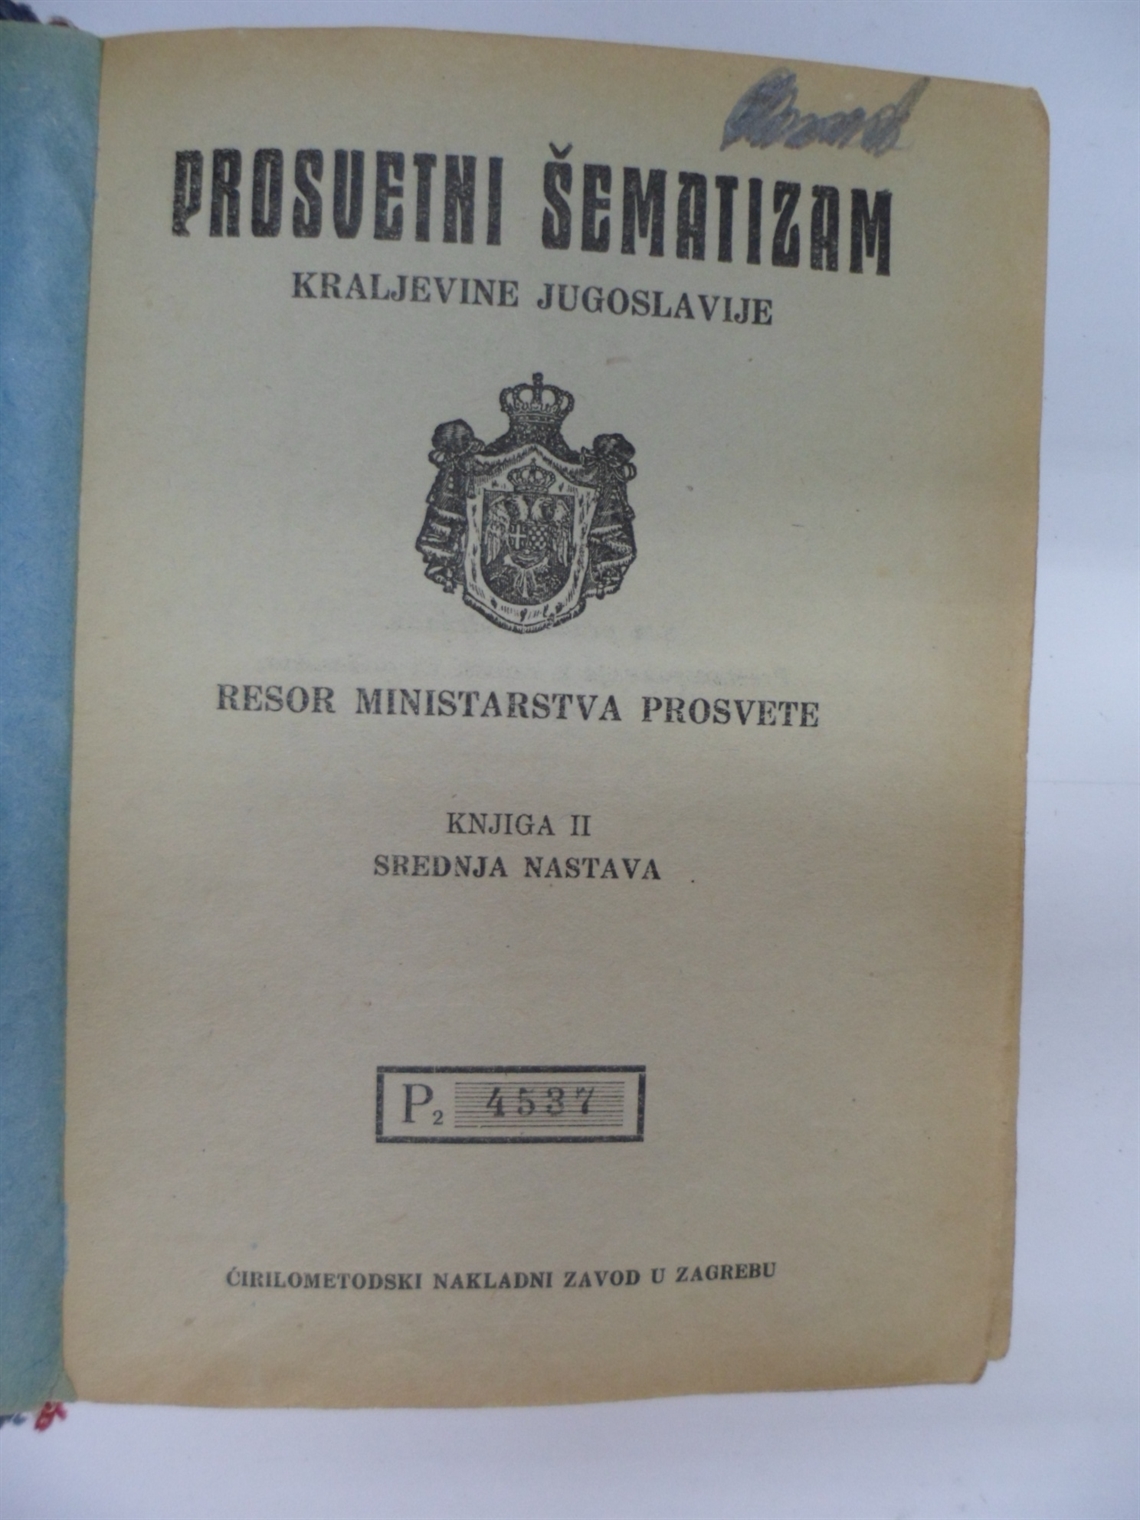 PROSVETNI ŠEMATIZAM
KRALJEVINE JUGOSLAVIJE
RESOR MINISTARSTVA PROSVETE
KNJIGA II
SREDNJA NASTAVA
P2 4537
ĆIRILOMETODSKI NAKLADNI ZAVOD U ZAGREBU